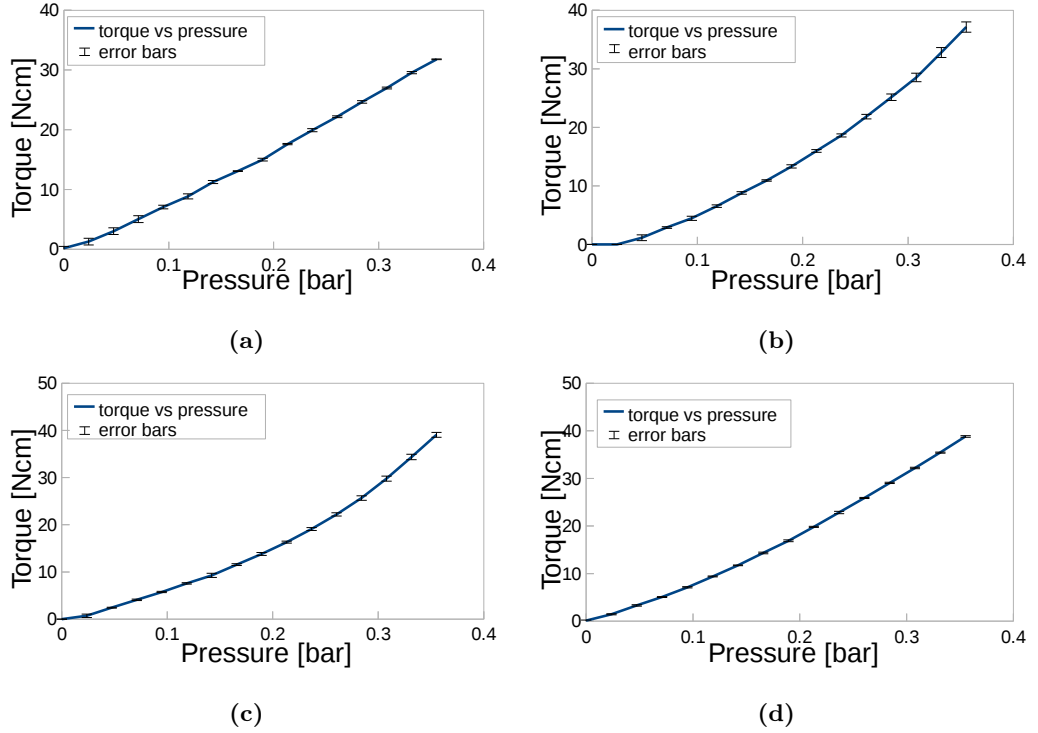 40
30
20
10
0
Torque [Ncm]
torque vs pressure
error bars
0 0.1 0.2 0.3 0.4
Pressure [bar]
(a)
40
30
20
10
0
Torque [Ncm]
torque vs pressure
error bars
0 0.1 0.2 0.3 0.4
Pressure [bar]
(b)
50
40
30
20
10
0
Torque [Ncm]
torque vs pressure
error bars
0 0.1 0.2 0.3 0.4
Pressure [bar]
(c)
50
40
30
20
10
0
Torque [Ncm]
torque vs pressure
error bars
0 0.1 0.2 0.3 0.4
Pressure [bar]
(d)